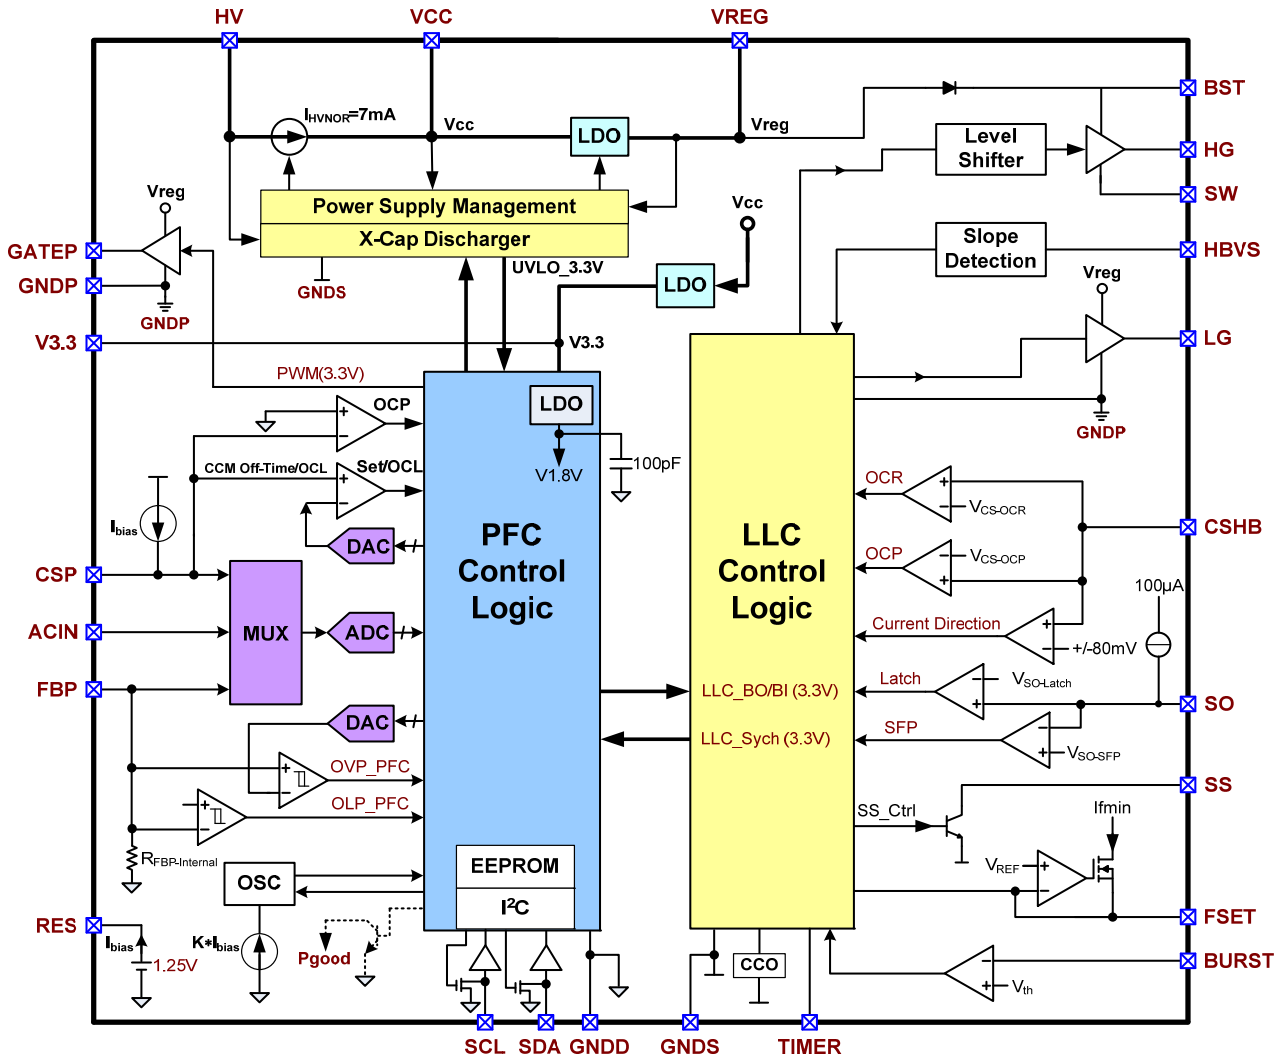 HV
VCC
VREG
BST
HG
SW
HBVS
LG
CSHB
SO
SS
FSET
BURST
GATEP
GNDP
V3.3
CSP
ACIN
FBP
RES
SCL
SDA
GNDD
GNDS
TIMER
IHVNOR=7mA
Vcc
LDO
Vreg
Level
Shifter
Power Supply Management
X-Cap Discharger
Vreg
GNDP
GNDS
UVLO_3.3V
Vcc
LDO
V3.3
Slope
Detection
Vreg
GNDP
PWM(3.3V)
OCP
CCM Off-Time/OCL
Set/OCL
LDO
V1.8V
100pF
Ibias
DAC
MUX
ADC
DAC
PFC
Control
Logic
LLC
Control
Logic
OCR
VCS-OCR
OCP
VCS-OCP
Current Direction
+/-80mV
100µA
LLC_BO/BI (3.3V)
LLC_Sych (3.3V)
Latch
VSO-Latch
SFP
VSO-SFP
OVP_PFC
OLP_PFC
RFBP-Internal
OSC
EEPROM
I²C
SS_Ctrl
Ifmin
VREF
Ibias
1.25V
K*Ibias
Pgood
CCO
Vth